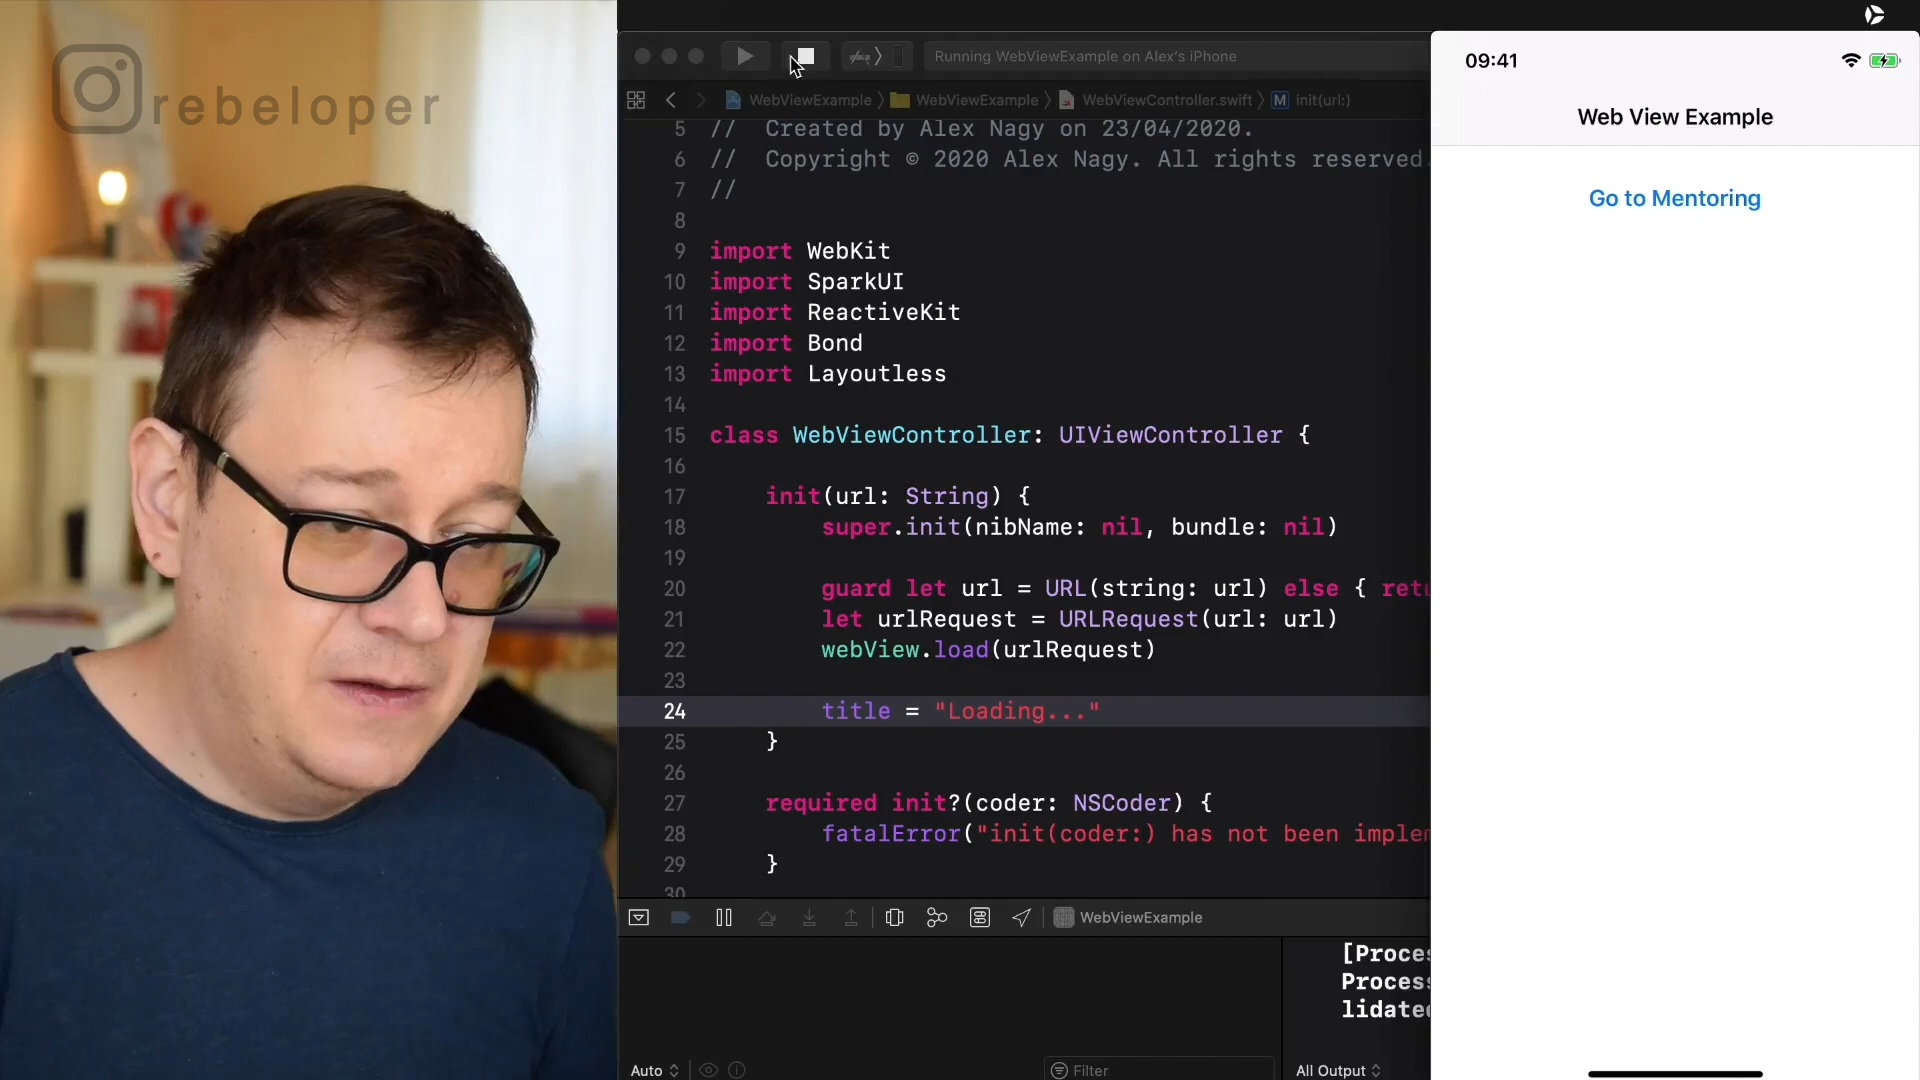 rebeloper
Running WebViewExample on Alex's iPhone
WebViewExample WebViewExample WebViewController.swift M init(url:)
5 // Created by Alex Nagy on 23/04/2020.
6 // Copyright © 2020 Alex Nagy. All rights reserved.
7 //
8
9 import WebKit
10 import SparkUI
11 import ReactiveKit
12 import Bond
13 import Layoutless
14
15 class WebViewController: UIViewController {
16
17 init(url: String) {
18 super.init(nibName: nil, bundle: nil)
19
20 guard let url = URL(string: url) else {
21 let urlRequest = URLRequest(url: url)
22 webView.load(urlRequest)
23
24 title = "Loading..."
25 }
26
27 required init?(coder: NSCoder) {
28 fatalError("init(coder:) has not been
29 }
30
WebViewExample
Auto
Filter
All Output
09:41
Web View Example
Go to Mentoring